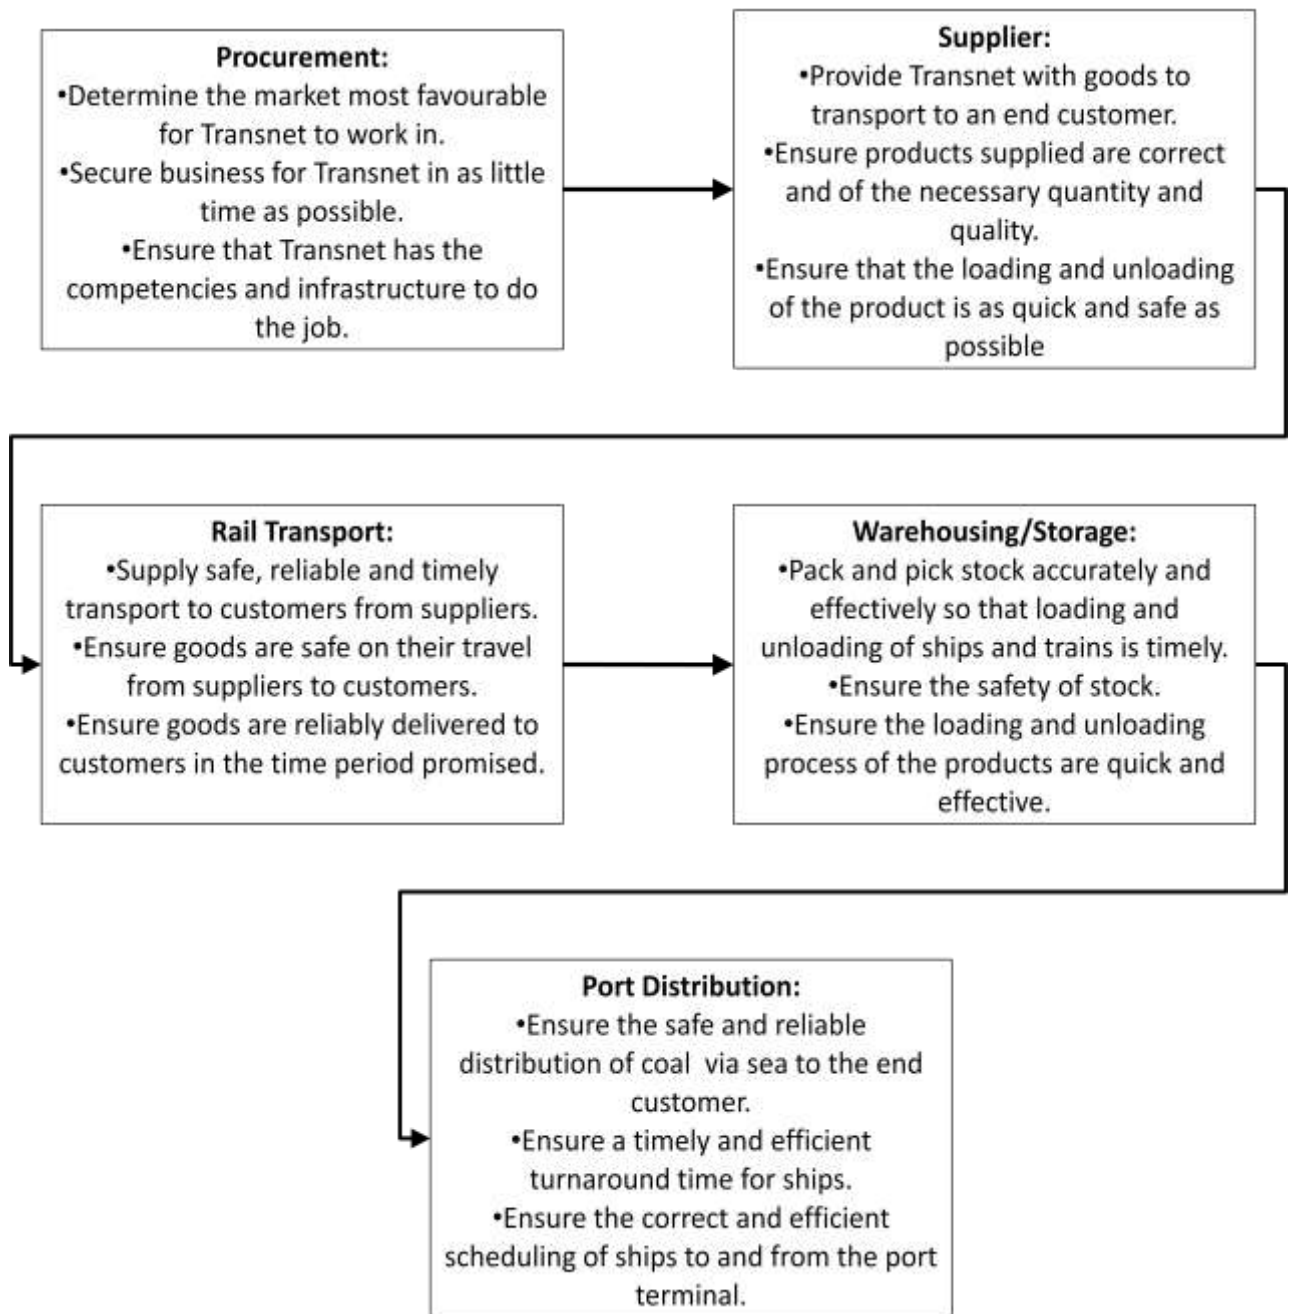 Procurement:
•Determine the market most favourable
for Transnet to work in.
•Secure business for Transnet in as little
time as possible.
•Ensure that Transnet has the
competencies and infrastructure to do
the job.
Supplier:
•Provide Transnet with goods to
transport to an end customer.
•Ensure products supplied are correct
and of the necessary quantity and
quality.
•Ensure that the loading and unloading
of the product is as quick and safe as
possible
Rail Transport:
•Supply safe, reliable and timely
transport to customers from suppliers.
•Ensure goods are safe on their travel
from suppliers to customers.
•Ensure goods are reliably delivered to
customers in the time period promised.
Warehousing/Storage:
•Pack and pick stock accurately and
effectively so that loading and
unloading of ships and trains is timely.
•Ensure the safety of stock.
•Ensure the loading and unloading
process of the products are quick and
effective.
Port Distribution:
•Ensure the safe and reliable
distribution of coal via sea to the end
customer.
•Ensure a timely and efficient
turnaround time for ships.
•Ensure the correct and efficient
scheduling of ships to and from the port
terminal.